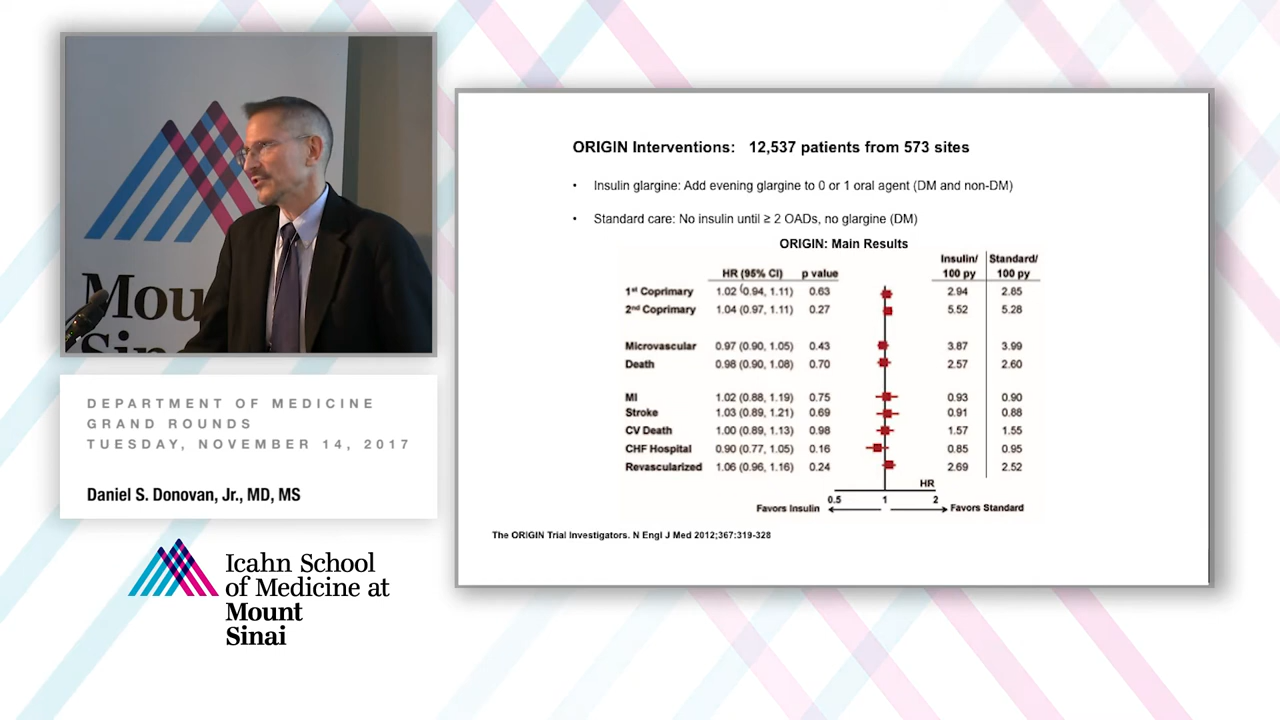 Mou
Sin
DEPARTMENT OF MEDICINE
GRAND ROUNDS
TUESDAY, NOVEMBER 14, 2017
Daniel S. Donovan, Jr., MD, MS
Icahn School
of Medicine at
Mount
Sinai
ORIGIN Interventions: 12,537 patients from 573 sites
• Insulin glargine: Add evening glargine to 0 or 1 oral agent (DM and non-DM)
• Standard care: No insulin until ≥ 2 OADs, no glargine (DM)
ORIGIN: Main Results
Insulin/ Standard/
HR (95% CI) p value 100 py 100 py
1st Coprimary 1.02 (0.94, 1.11) 0.63 2.94 2.85
2nd Coprimary 1.04 (0.97, 1.11) 0.27 5.52 5.28
Microvascular 0.97 (0.90, 1.05) 0.43 3.87 3.99
Death 0.98 (0.90, 1.08) 0.70 2.57 2.60
MI 1.02 (0.88, 1.19) 0.75 0.93 0.90
Stroke 1.03 (0.89, 1.21) 0.69 0.91 0.88
CV Death 1.00 (0.89, 1.13) 0.98 1.57 1.55
CHF Hospital 0.90 (0.77, 1.05) 0.16 0.85 0.95
Revascularized 1.06 (0.96, 1.16) 0.24 2.69 2.52
HR
0.5 1 2
Favors Insulin Favors Standard
The ORIGIN Trial Investigators. N Engl J Med 2012;367:319-328